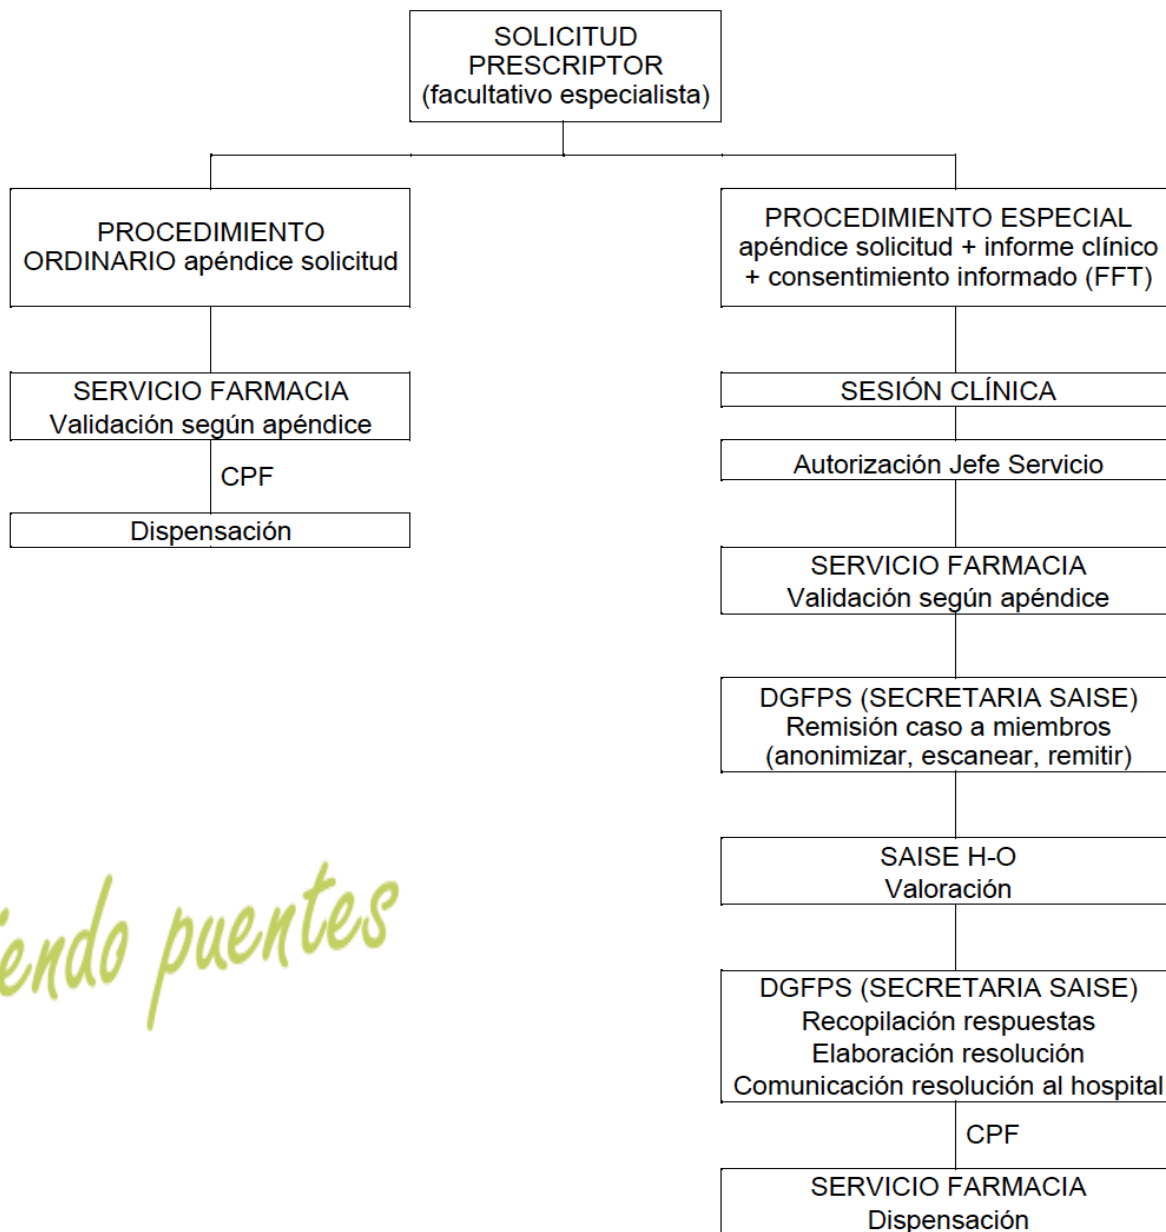 SOLICITUD
PRESCRIPTOR
(facultativo especialista)
PROCEDIMIENTO
ORDINARIO apéndice solicitud
SERVICIO FARMACIA
Validación según apéndice
CPF
Dispensación
PROCEDIMIENTO ESPECIAL
apéndice solicitud + informe clínico
+ consentimiento informado (FFT)
SESIÓN CLÍNICA
Autorización Jefe Servicio
SERVICIO FARMACIA
Validación según apéndice
DGFPS (SECRETARIA SAISE)
Remisión caso a miembros
(anonimizar, escanear, remitir)
SAISE H-O
Valoración
DGFPS (SECRETARIA SAISE)
Recopilación respuestas
Elaboración resolución
Comunicación resolución al hospital
CPF
SERVICIO FARMACIA
Dispensación
puentes